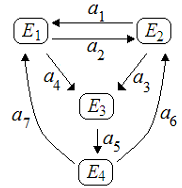 a₁
E₁ E₂
a₂
a₄ a₃
E₃
a₇ a₅ a₆
E₄